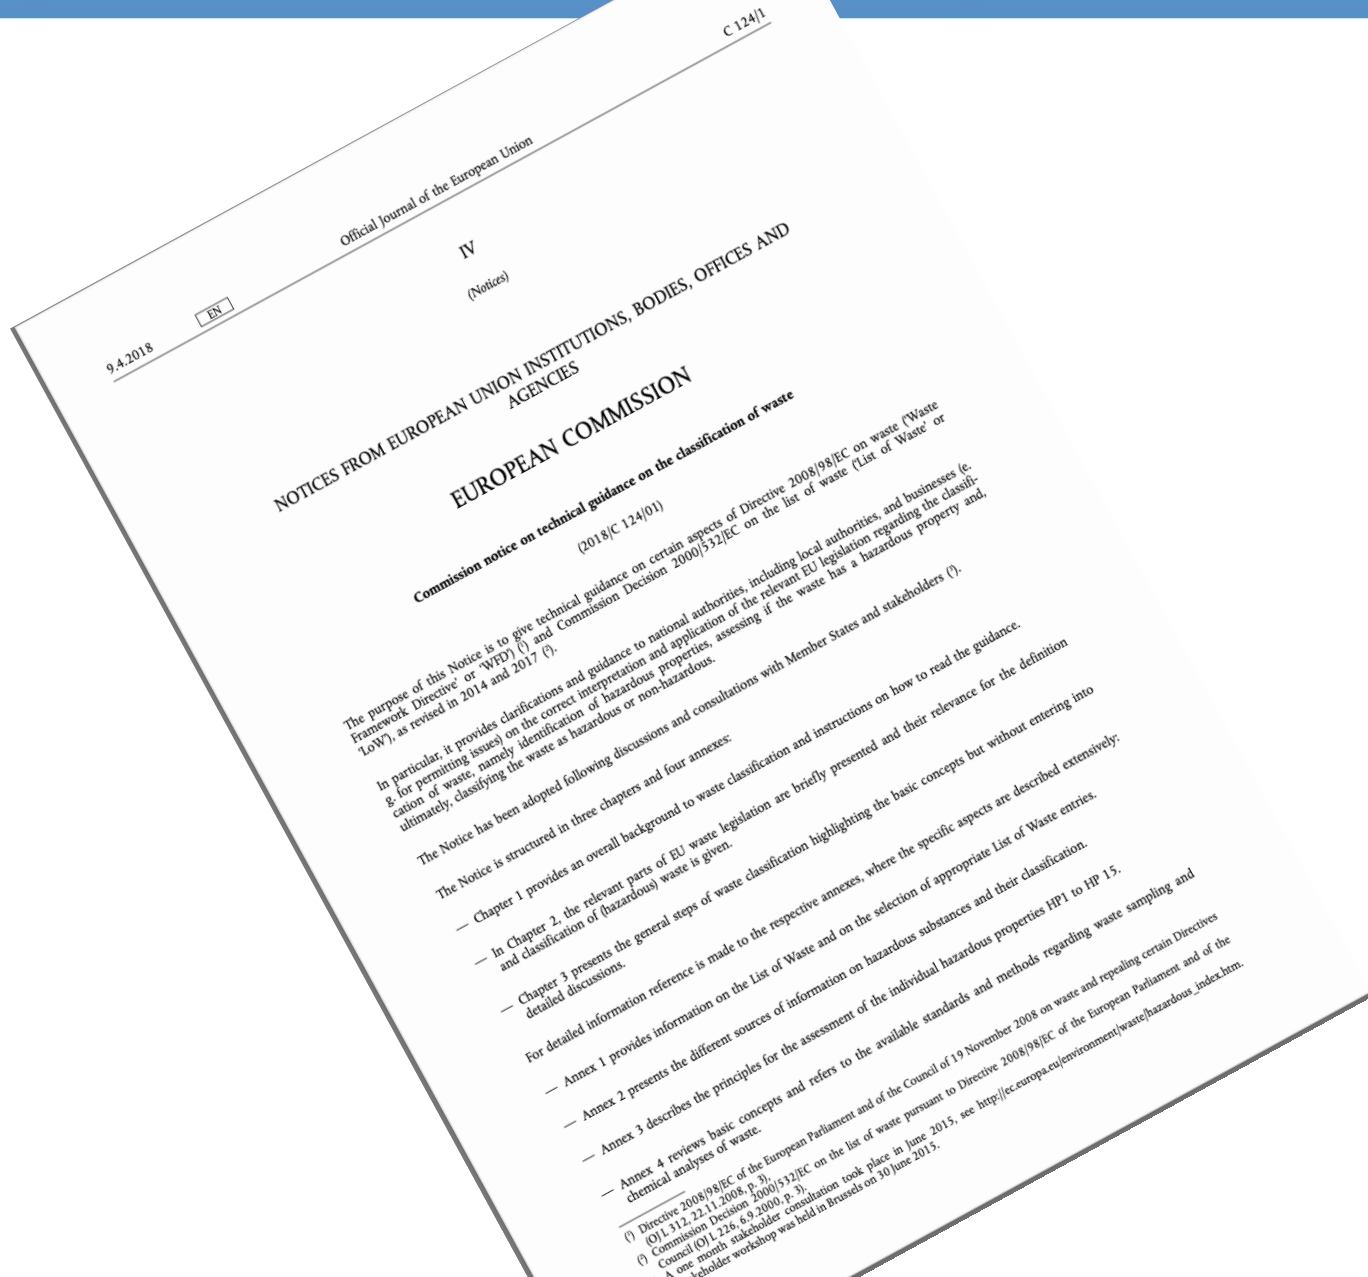 9.4.2018
EN
Official Journal of the European Union
C 124/1
IV
(Notices)
NOTICES FROM EUROPEAN UNION INSTITUTIONS, BODIES, OFFICES AND
AGENCIES
EUROPEAN COMMISSION
Commission notice on technical guidance on the classification of waste
(2018/C 124/01)
The purpose of this Notice is to give technical guidance on certain aspects of Directive 2008/98/EC on waste ('Waste
Framework Directive' or 'WFD') (¹) and Commission Decision 2000/532/EC on the list of waste ('List of Waste' or
'LoW'), as revised in 2014 and 2017 (²).
In particular, it provides clarifications and guidance to national authorities, including local authorities, and businesses (e.
g. for permitting issues) on the correct interpretation and application of the relevant EU legislation regarding the classifi-
cation of waste, namely identification of hazardous properties, assessing if the waste has a hazardous property and,
ultimately, classifying the waste as hazardous or non-hazardous.
The Notice has been adopted following discussions and consultations with Member States and stakeholders (³).
The Notice is structured in three chapters and four annexes:
— Chapter 1 provides an overall background to waste classification and instructions on how to read the guidance.
— In Chapter 2, the relevant parts of EU waste legislation are briefly presented and their relevance for the definition
and classification of (hazardous) waste is given.
— Chapter 3 presents the general steps of waste classification highlighting the basic concepts but without entering into
detailed discussions.
For detailed information reference is made to the respective annexes, where the specific aspects are described extensively:
— Annex 1 provides information on the List of Waste and on the selection of appropriate List of Waste entries.
— Annex 2 presents the different sources of information on hazardous substances and their classification.
— Annex 3 describes the principles for the assessment of the individual hazardous properties HP1 to HP 15.
— Annex 4 reviews basic concepts and refers to the available standards and methods regarding waste sampling and
chemical analyses of waste.
(¹) Directive 2008/98/EC of the European Parliament and of the Council of 19 November 2008 on waste and repealing certain Directives
(OJ L 312, 22.11.2008, p. 3).
(²) Commission Decision 2000/532/EC on the list of waste pursuant to Directive 2008/98/EC of the European Parliament and of the
Council (OJ L 226, 6.9.2000, p. 3).
A one month stakeholder consultation took place in June 2015, see http://ec.europa.eu/environment/waste/hazardous_index.htm.
keholder workshop was held in Brussels on 30 June 2015.